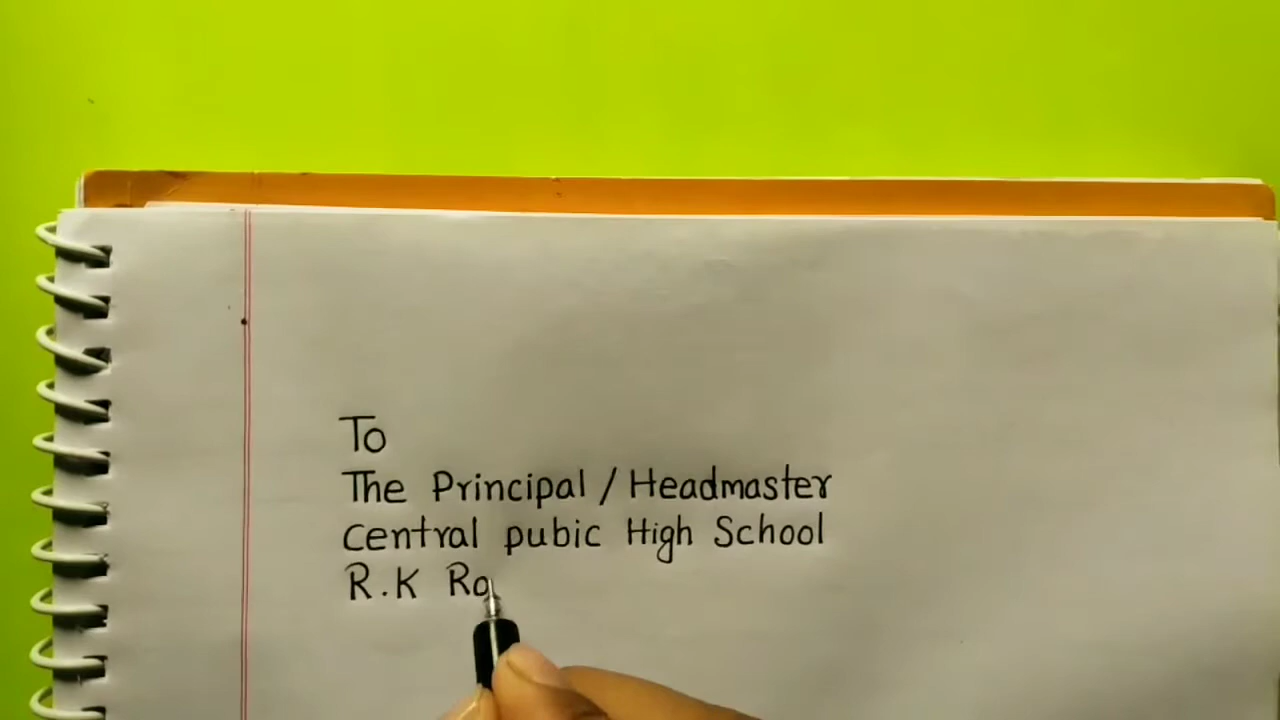 To
The Principal / Headmaster
Central pubic High School
R.K Ro